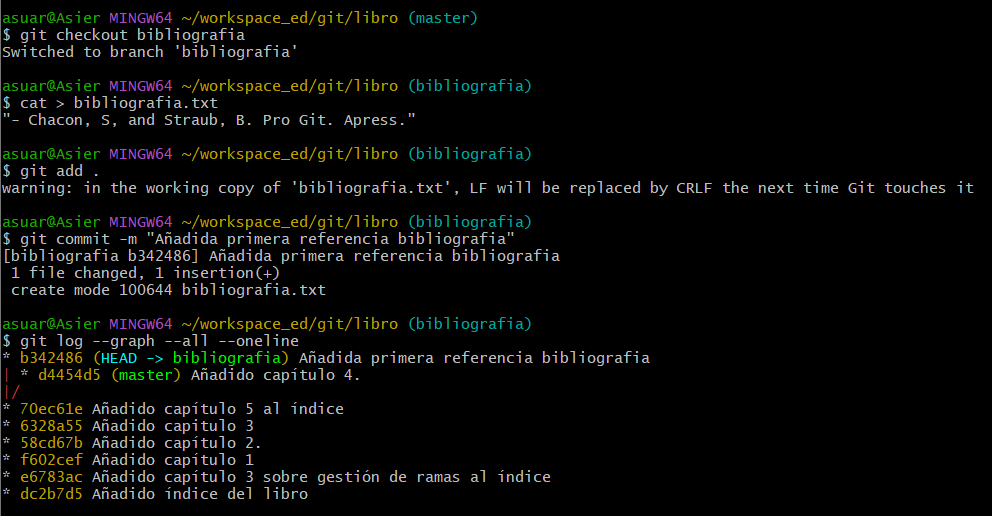 asuar@Asier MINGW64 ~/workspace_ed/git/libro (master)
$ git checkout bibliografia
Switched to branch 'bibliografia'
asuar@Asier MINGW64 ~/workspace_ed/git/libro (bibliografia)
$ cat > bibliografia.txt
"- Chacon, S, and Straub, B. Pro Git. Apress."
asuar@Asier MINGW64 ~/workspace_ed/git/libro (bibliografia)
$ git add .
warning: in the working copy of 'bibliografia.txt', LF will be replaced by CRLF the next time Git touches it
asuar@Asier MINGW64 ~/workspace_ed/git/libro (bibliografia)
$ git commit -m "Añadida primera referencia bibliografia"
[bibliografia b342486] Añadida primera referencia bibliografia
 1 file changed, 1 insertion(+)
 create mode 100644 bibliografia.txt
asuar@Asier MINGW64 ~/workspace_ed/git/libro (bibliografia)
$ git log --graph --all --oneline
* b342486 (HEAD -> bibliografia) Añadida primera referencia bibliografia
| * d4454d5 (master) Añadido capítulo 4.
|/
* 70ec61e Añadido capítulo 5 al índice
* 6328a55 Añadido capítulo 3
* 58cd67b Añadido capítulo 2.
* f602cef Añadido capítulo 1
* e6783ac Añadido capítulo 3 sobre gestión de ramas al índice
* dc2b7d5 Añadido índice del libro